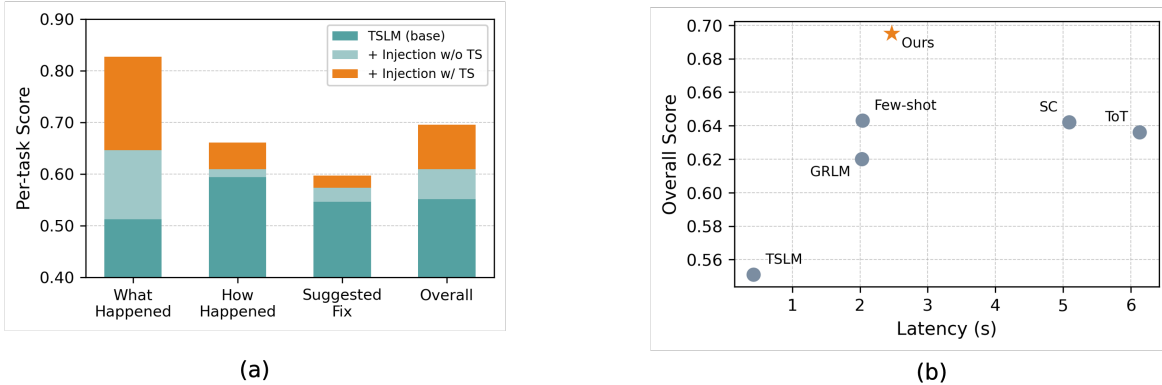 Per-task Score
0.90
0.80
0.70
0.60
0.50
0.40
TSLM (base)
+ Injection w/o TS
+ Injection w/ TS
What
Happened
How
Happened
Suggested
Fix
Overall
(a)
Overall Score
0.70
0.68
0.66
0.64
0.62
0.60
0.58
0.56
Ours
Few-shot
GRLM
SC
ToT
TSLM
1 2 3 4 5 6
Latency (s)
(b)